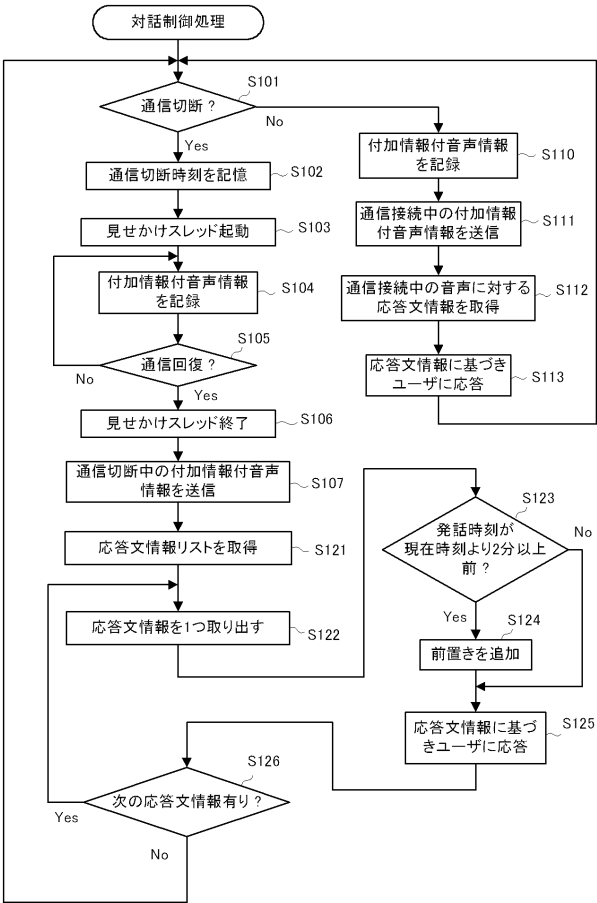 対話制御処理
S101
通信切断？
No
Yes
通信切断時刻を記憶
S102
見せかけスレッド起動
S103
付加情報付音声情報
を記録
S104
通信回復？
S105
No
Yes
見せかけスレッド終了
S106
通信切断中の付加情報付音声
情報を送信
S107
応答文情報リストを取得
S121
応答文情報を1つ取り出す
S122
付加情報付音声情報
を記録
S110
通信接続中の付加情報
付音声情報を送信
S111
通信接続中の音声に対する
応答文情報を取得
S112
応答文情報に基づき
ユーザに応答
S113
S123
発話時刻が
現在時刻より2分以上
前？
No
Yes
S124
前置きを追加
応答文情報に基づ
きユーザに応答
S125
S126
次の応答文情報有り？
Yes
No